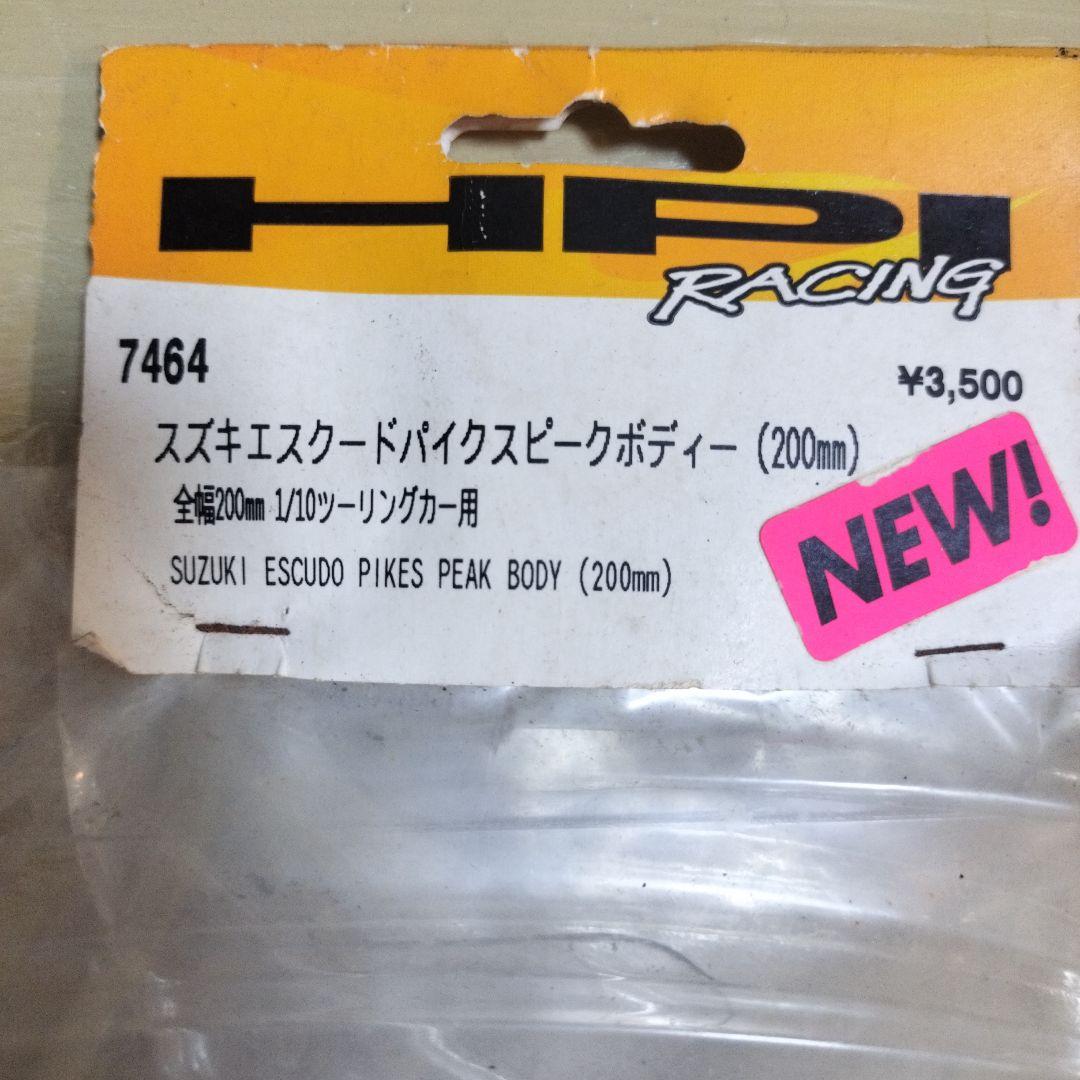 HPI
RACING
7464
¥3,500
スズキエスクードパイクスピークボディー (200mm)
NEW!
全幅200mm 1/10ツーリングカー用
SUZUKI ESCUDO PIKES PEAK BODY (200mm)